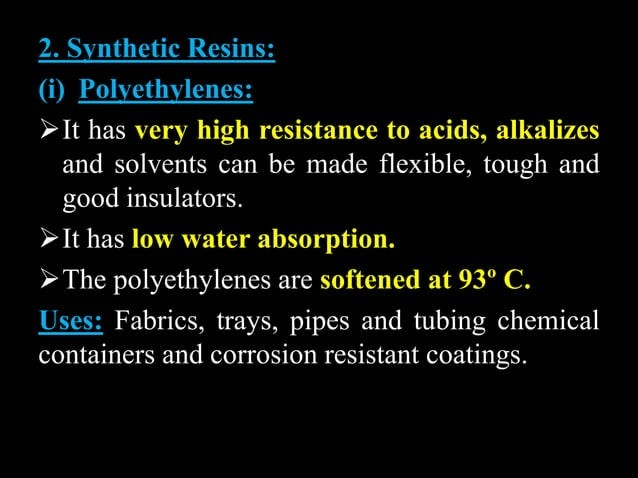 2. Synthetic Resins:
(i) Polyethylenes:
➢It has very high resistance to acids, alkalizes
and solvents can be made flexible, tough and
good insulators.
➢It has low water absorption.
➢The polyethylenes are softened at 93º C.
Uses: Fabrics, trays, pipes and tubing chemical
containers and corrosion resistant coatings.